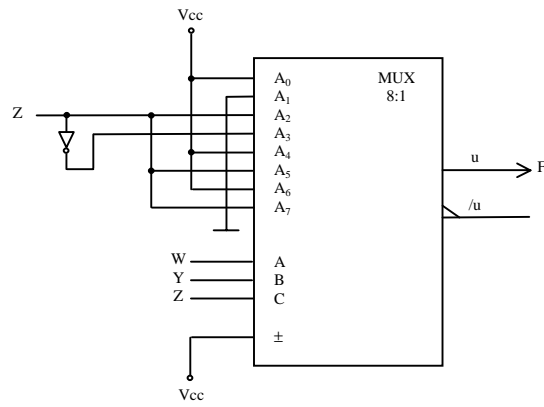 Vcc
A0 MUX
A1 8:1
Z A2
A3
A4
A5 u F
A6
A7 /u
W A
Y B
Z C
±
Vcc